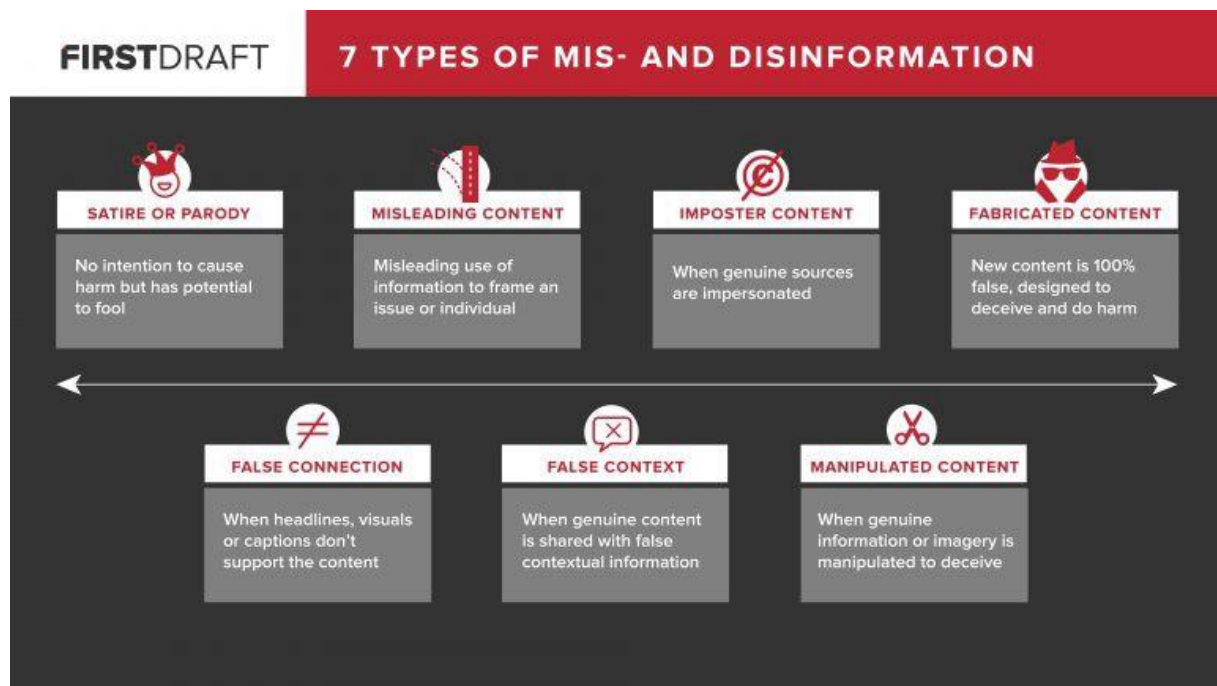 FIRSTDRAFT
7 TYPES OF MIS- AND DISINFORMATION
SATIRE OR PARODY
No intention to cause
harm but has potential
to fool
MISLEADING CONTENT
Misleading use of
information to frame an
issue or individual
IMPOSTER CONTENT
When genuine sources
are impersonated
FABRICATED CONTENT
New content is 100%
false, designed to
deceive and do harm
FALSE CONNECTION
When headlines, visuals
or captions don't
support the content
FALSE CONTEXT
When genuine content
is shared with false
contextual information
MANIPULATED CONTENT
When genuine
information or imagery is
manipulated to deceive